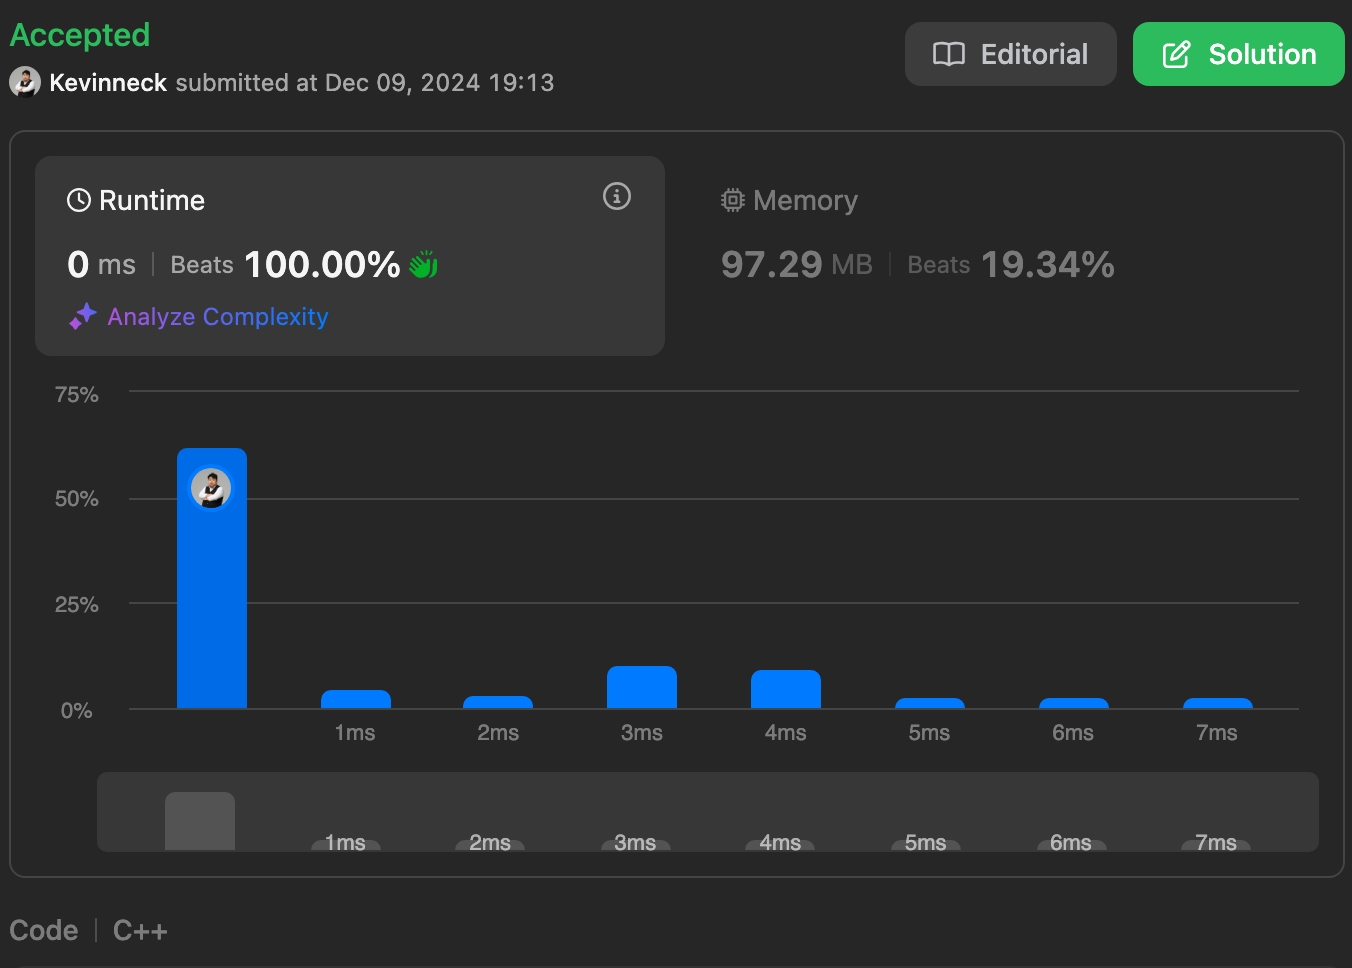 Accepted
Kevinneck submitted at Dec 09, 2024 19:13
Editorial
Solution
Runtime
0 ms | Beats 100.00%
Analyze Complexity
Memory
97.29 MB | Beats 19.34%
75%
50%
25%
0%
1ms 2ms 3ms 4ms 5ms 6ms 7ms
1ms 2ms 3ms 4ms 5ms 6ms 7ms
Code | C++